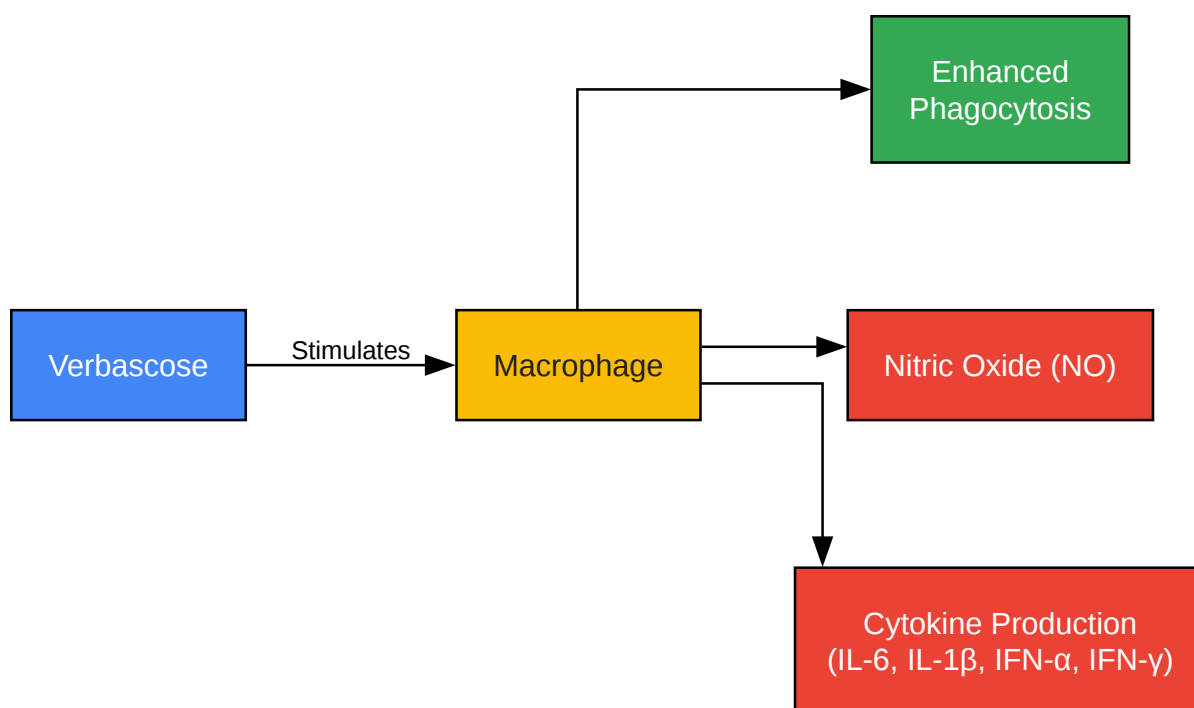 Enhanced
Phagocytosis
Verbascose
Stimulates
Macrophage
Nitric Oxide (NO)
Cytokine Production
(IL-6, IL-1β, IFN-α, IFN-γ)